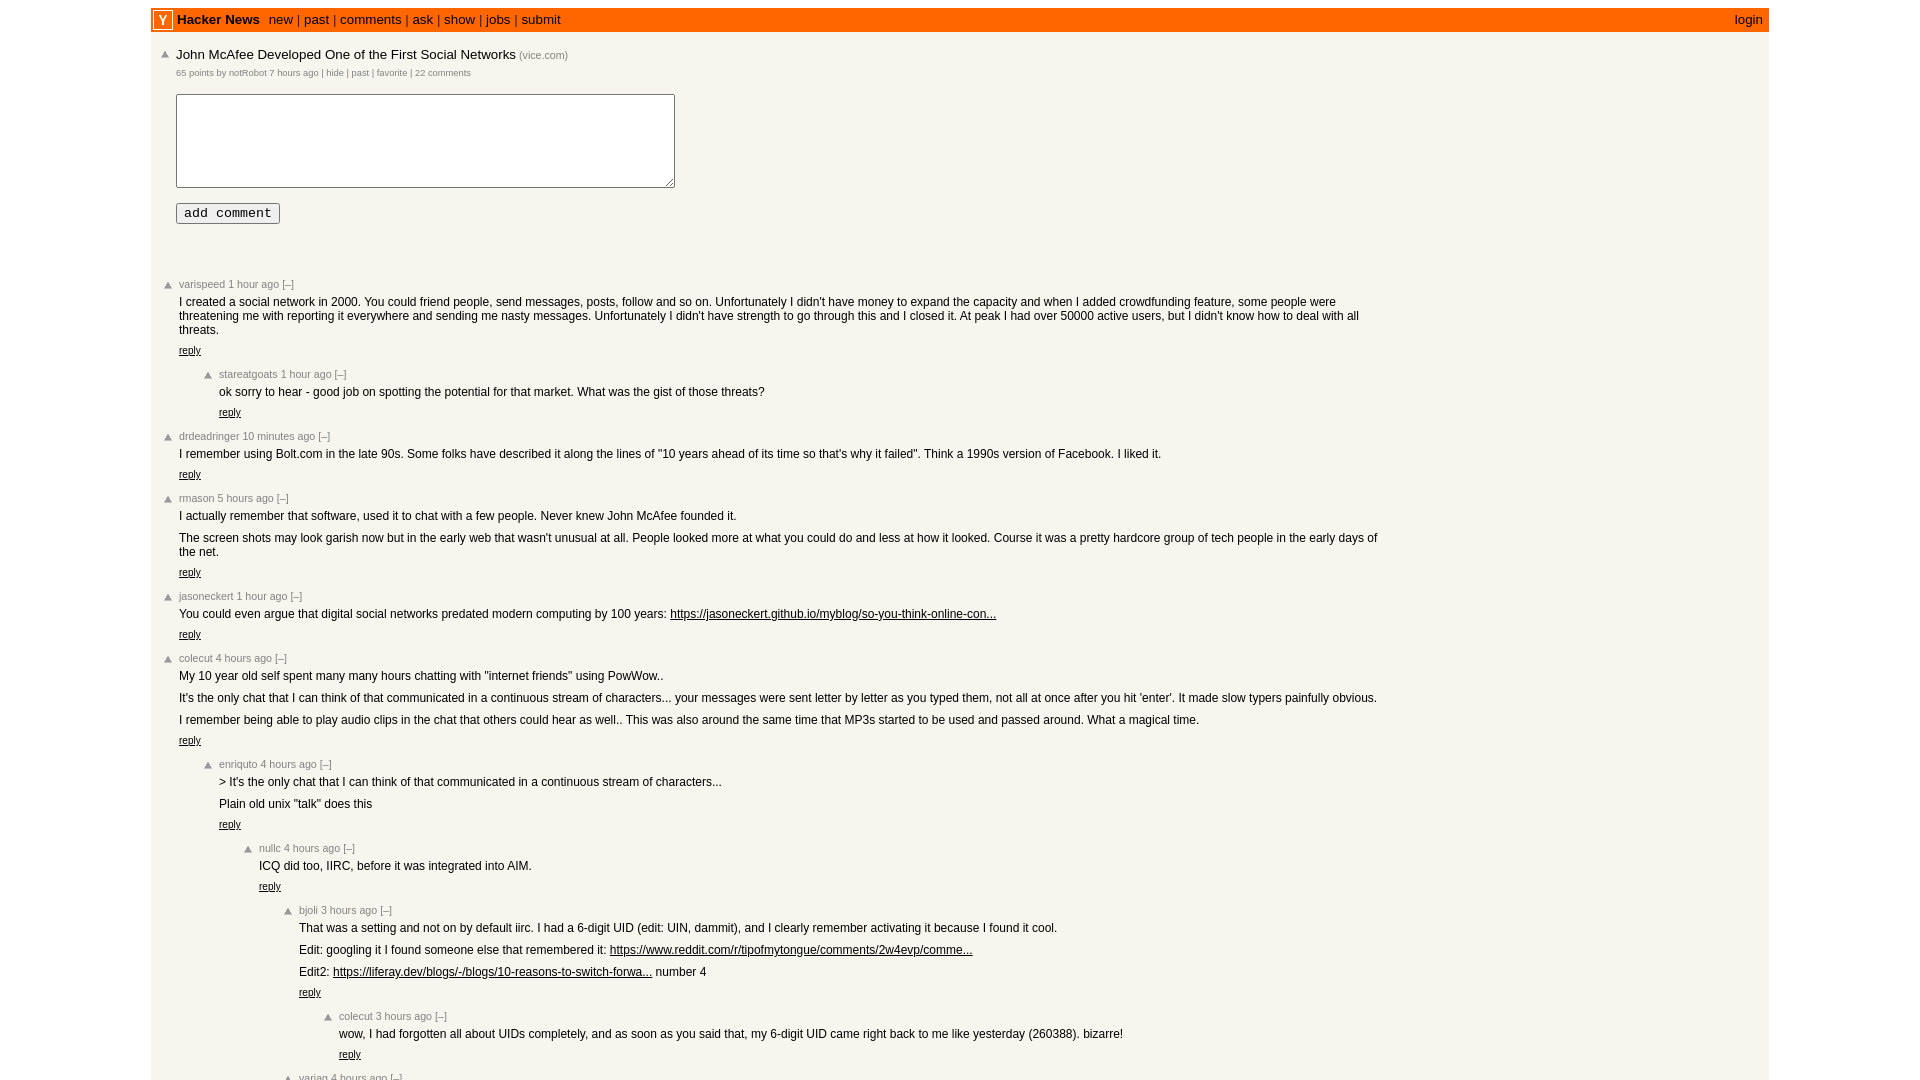 Y Hacker News new | past | comments | ask | show | jobs | submit login
John McAfee Developed One of the First Social Networks (vice.com)
65 points by notRobot 7 hours ago | hide | past | favorite | 22 comments
add comment
varispeed 1 hour ago [–]
I created a social network in 2000. You could friend people, send messages, posts, follow and so on. Unfortunately I didn't have money to expand the capacity and when I added crowdfunding feature, some people were
threatening me with reporting it everywhere and sending me nasty messages. Unfortunately I didn't have strength to go through this and I closed it. At peak I had over 50000 active users, but I didn't know how to deal with all
threats.
reply
stareatgoats 1 hour ago [–]
ok sorry to hear - good job on spotting the potential for that market. What was the gist of those threats?
reply
drdeadringer 10 minutes ago [–]
I remember using Bolt.com in the late 90s. Some folks have described it along the lines of "10 years ahead of its time so that's why it failed". Think a 1990s version of Facebook. I liked it.
reply
rmason 5 hours ago [–]
I actually remember that software, used it to chat with a few people. Never knew John McAfee founded it.
The screen shots may look garish now but in the early web that wasn't unusual at all. People looked more at what you could do and less at how it looked. Course it was a pretty hardcore group of tech people in the early days of
the net.
reply
jasoneckert 1 hour ago [–]
You could even argue that digital social networks predated modern computing by 100 years: https://jasoneckert.github.io/myblog/so-you-think-online-con...
reply
colecut 4 hours ago [–]
My 10 year old self spent many many hours chatting with "internet friends" using PowWow..
It's the only chat that I can think of that communicated in a continuous stream of characters... your messages were sent letter by letter as you typed them, not all at once after you hit 'enter'. It made slow typers painfully obvious.
I remember being able to play audio clips in the chat that others could hear as well.. This was also around the same time that MP3s started to be used and passed around. What a magical time.
reply
enriquto 4 hours ago [–]
> It's the only chat that I can think of that communicated in a continuous stream of characters...
Plain old unix "talk" does this
reply
nullc 4 hours ago [–]
ICQ did too, IIRC, before it was integrated into AIM.
reply
bjoli 3 hours ago [–]
That was a setting and not on by default iirc. I had a 6-digit UID (edit: UIN, dammit), and I clearly remember activating it because I found it cool.
Edit: googling it I found someone else that remembered it: https://www.reddit.com/r/tipofmytongue/comments/2w4evp/comme...
Edit2: https://liferay.dev/blogs/-/blogs/10-reasons-to-switch-forwa... number 4
reply
colecut 3 hours ago [–]
wow, I had forgotten all about UIDs completely, and as soon as you said that, my 6-digit UID came right back to me like yesterday (260388). bizarre!
reply
4 hours ago [–]